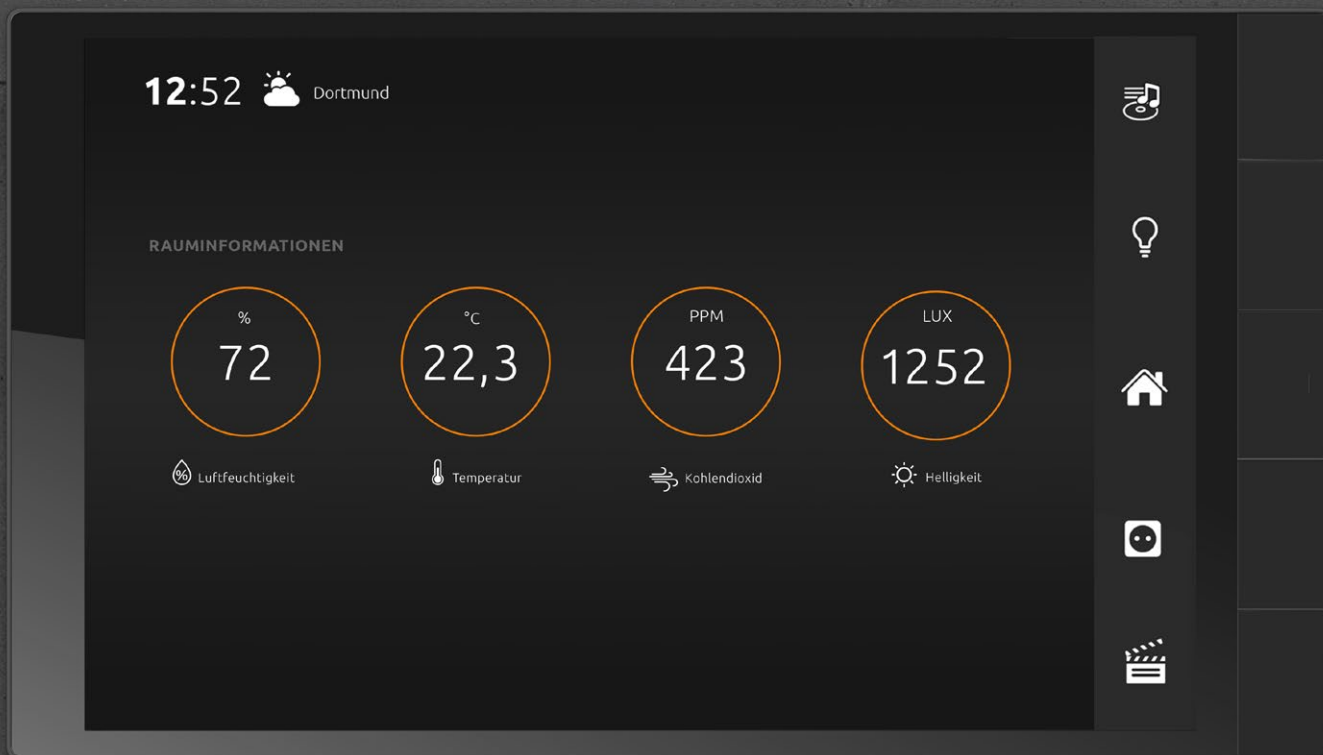 12:52 Dortmund
RAUMINFORMATIONEN
% °C PPM LUX
72 22,3 423 1252
% Luftfeuchtigkeit Temperatur Kohlendioxid Helligkeit